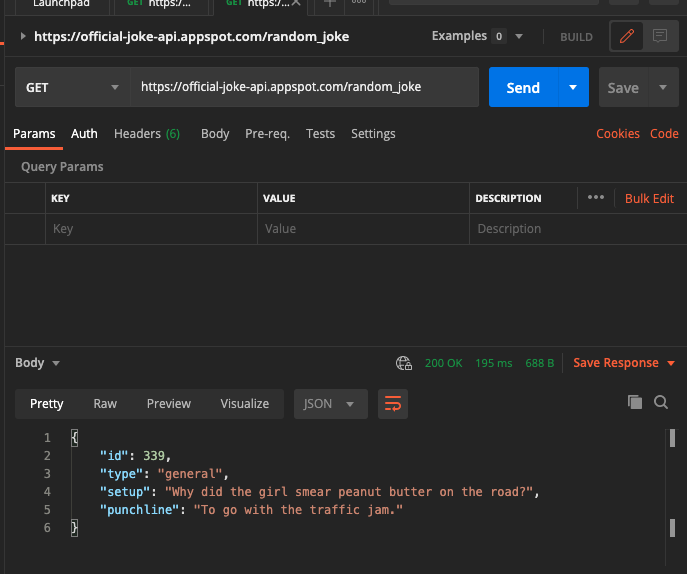 Launchpad GET https:/... GET https:/...
https://official-joke-api.appspot.com/random_joke Examples 0 BUILD
GET https://official-joke-api.appspot.com/random_joke Send Save
Params Auth Headers (6) Body Pre-req. Tests Settings Cookies Code
Query Params
KEY VALUE DESCRIPTION ••• Bulk Edit
Key Value Description
Body 200 OK 195 ms 688 B Save Response
Pretty Raw Preview Visualize JSON
1 {
2 "id": 339,
3 "type": "general",
4 "setup": "Why did the girl smear peanut butter on the road?",
5 "punchline": "To go with the traffic jam."
6 }